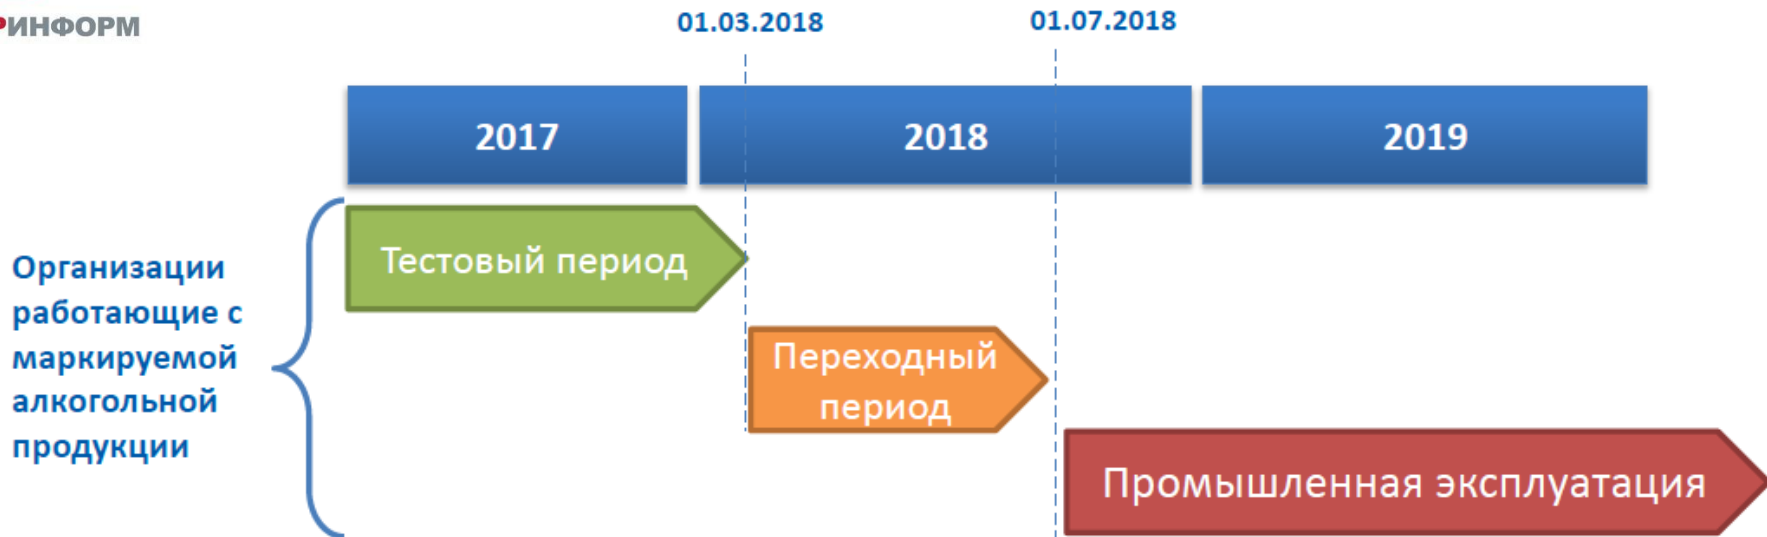 РИНФОРМ
01.03.2018
01.07.2018
2017
2018
2019
Организации
работающие с
маркируемой
алкогольной
продукции
Тестовый период
Переходный
период
Промышленная эксплуатация